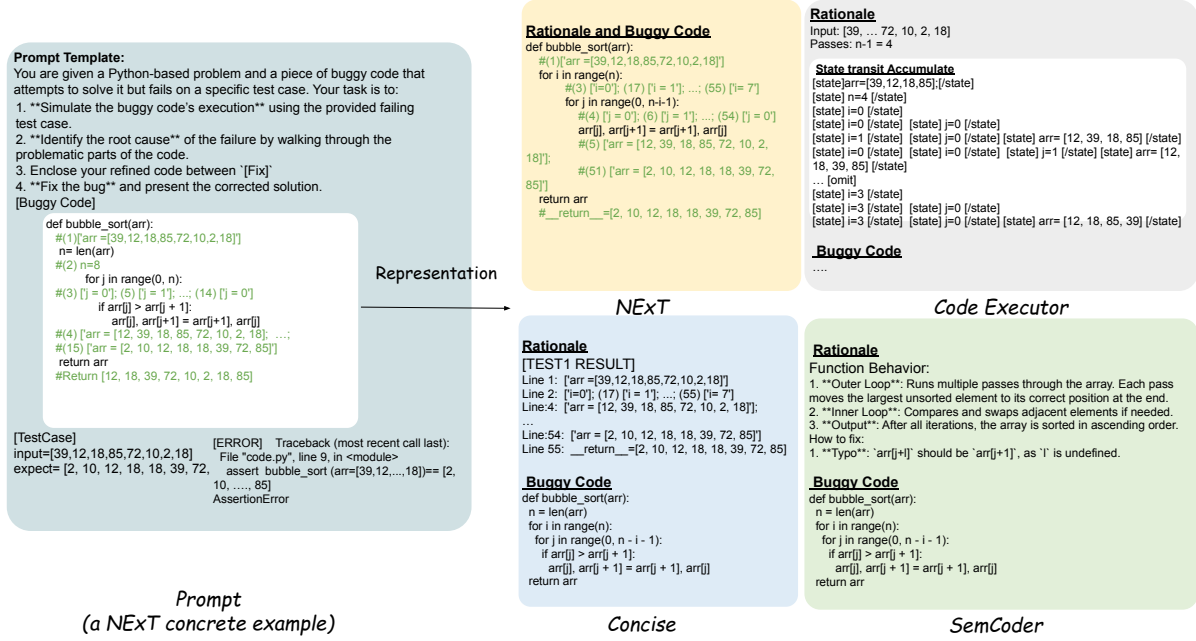 Prompt Template:
You are given a Python-based problem and a piece of buggy code that
attempts to solve it but fails on a specific test case. Your task is to:
1. **Simulate the buggy code's execution** using the provided failing
test case.
2. **Identify the root cause** of the failure by walking through the
problematic parts of the code.
3. Enclose your refined code between `[Fix]`
4. **Fix the bug** and present the corrected solution.
[Buggy Code]
def bubble_sort(arr):
#(1)['arr =[39,12,18,85,72,10,2,18]']
n= len(arr)
#(2) n=8
for j in range(0, n):
#(3) ['j = 0']; (5) ['j = 1']; ...; (14) ['j = 0']
if arr[j] > arr[j + 1]:
arr[j], arr[j+1] = arr[j+1], arr[j]
#(4) ['arr = [12, 39, 18, 85, 72, 10, 2, 18]; …;
#(15) ['arr = [2, 10, 12, 18, 18, 39, 72, 85]']
return arr
#Return [12, 18, 39, 72, 10, 2, 18, 85]
[TestCase]
input=[39,12,18,85,72,10,2,18]
expect= [2, 10, 12, 18, 18, 39, 72,
[ERROR] Traceback (most recent call last):
File "code.py", line 9, in <module>
assert bubble_sort (arr=[39,12,...,18])== [2,
10, …., 85]
AssertionError
Prompt
(a NExT concrete example)
Representation
Rationale and Buggy Code
def bubble_sort(arr):
#(1)['arr =[39,12,18,85,72,10,2,18]']
for i in range(n):
#(3) ['i=0']; (17) ['i = 1']; ...; (55) ['i= 7']
for j in range(0, n-i-1):
#(4) ['j = 0']; (6) ['j = 1']; ...; (54) ['j = 0']
arr[j], arr[j+1] = arr[j+1], arr[j]
#(5) ['arr = [12, 39, 18, 85, 72, 10, 2,
18]'];
#(51) ['arr = [2, 10, 12, 18, 18, 39, 72,
85]']
return arr
#__return__=[2, 10, 12, 18, 18, 39, 72, 85]
NExT
Rationale
Input: [39, … 72, 10, 2, 18]
Passes: n-1 = 4
State transit Accumulate
[state]arr=[39,12,18,85];[/state]
[state] n=4 [/state]
[state] i=0 [/state]
[state] i=0 [/state] [state] j=0 [/state]
[state] i=1 [/state] [state] j=0 [/state] [state] arr= [12, 39, 18, 85] [/state]
[state] i=0 [/state] [state] i=0 [/state] [state] j=1 [/state] [state] arr= [12,
18, 39, 85] [/state]
… [omit]
[state] i=3 [/state]
[state] i=3 [/state] [state] j=0 [/state]
[state] i=3 [/state] [state] j=0 [/state] [state] arr= [12, 18, 85, 39] [/state]
Buggy Code
….
Code Executor
Rationale
[TEST1 RESULT]
Line 1: ['arr =[39,12,18,85,72,10,2,18]']
Line 2: ['i=0']; (17) ['i = 1']; ...; (55) ['i= 7']
Line:4: ['arr = [12, 39, 18, 85, 72, 10, 2, 18]'];
…
Line:54: ['arr = [2, 10, 12, 18, 18, 39, 72, 85]']
Line 55: __return__=[2, 10, 12, 18, 18, 39, 72, 85]
Buggy Code
def bubble_sort(arr):
n = len(arr)
for i in range(n):
for j in range(0, n - i - 1):
if arr[j] > arr[j + 1]:
arr[j], arr[j + 1] = arr[j + 1], arr[j]
return arr
Concise
Rationale
Function Behavior:
1. **Outer Loop**: Runs multiple passes through the array. Each pass
moves the largest unsorted element to its correct position at the end.
2. **Inner Loop**: Compares and swaps adjacent elements if needed.
3. **Output**: After all iterations, the array is sorted in ascending order.
How to fix:
1. **Typo**: `arr[j+l]` should be `arr[j+1]`, as `l` is undefined.
Buggy Code
def bubble_sort(arr):
n = len(arr)
for i in range(n):
for j in range(0, n - i - 1):
if arr[j] > arr[j + 1]:
arr[j], arr[j + 1] = arr[j + 1], arr[j]
return arr
SemCoder